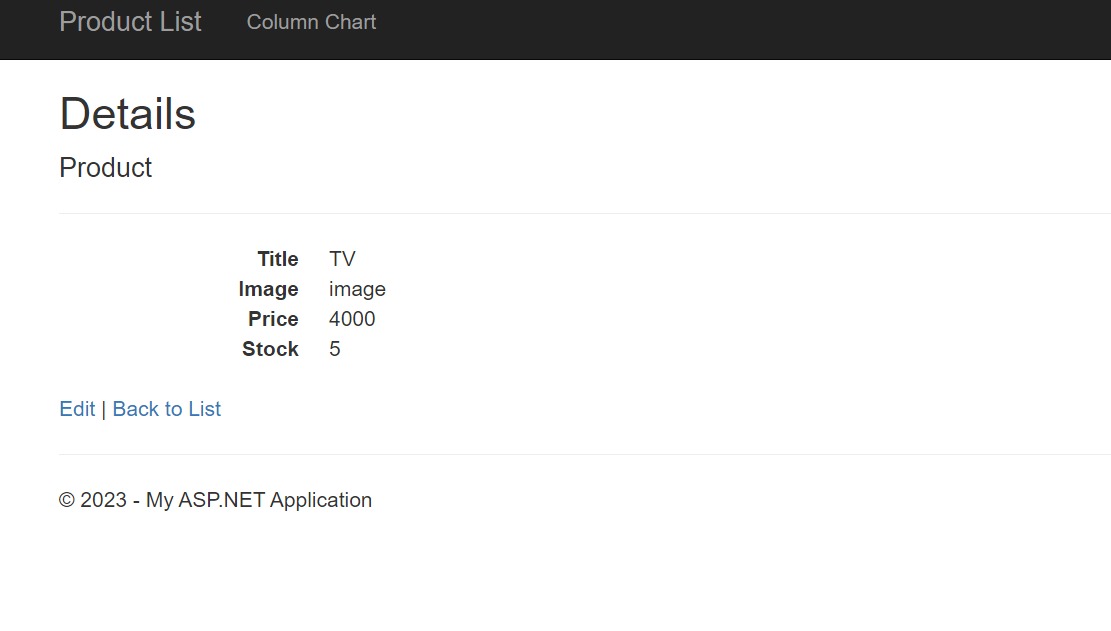 Product List Column Chart
Details
Product
Title TV
Image image
Price 4000
Stock 5
Edit | Back to List
© 2023 - My ASP.NET Application